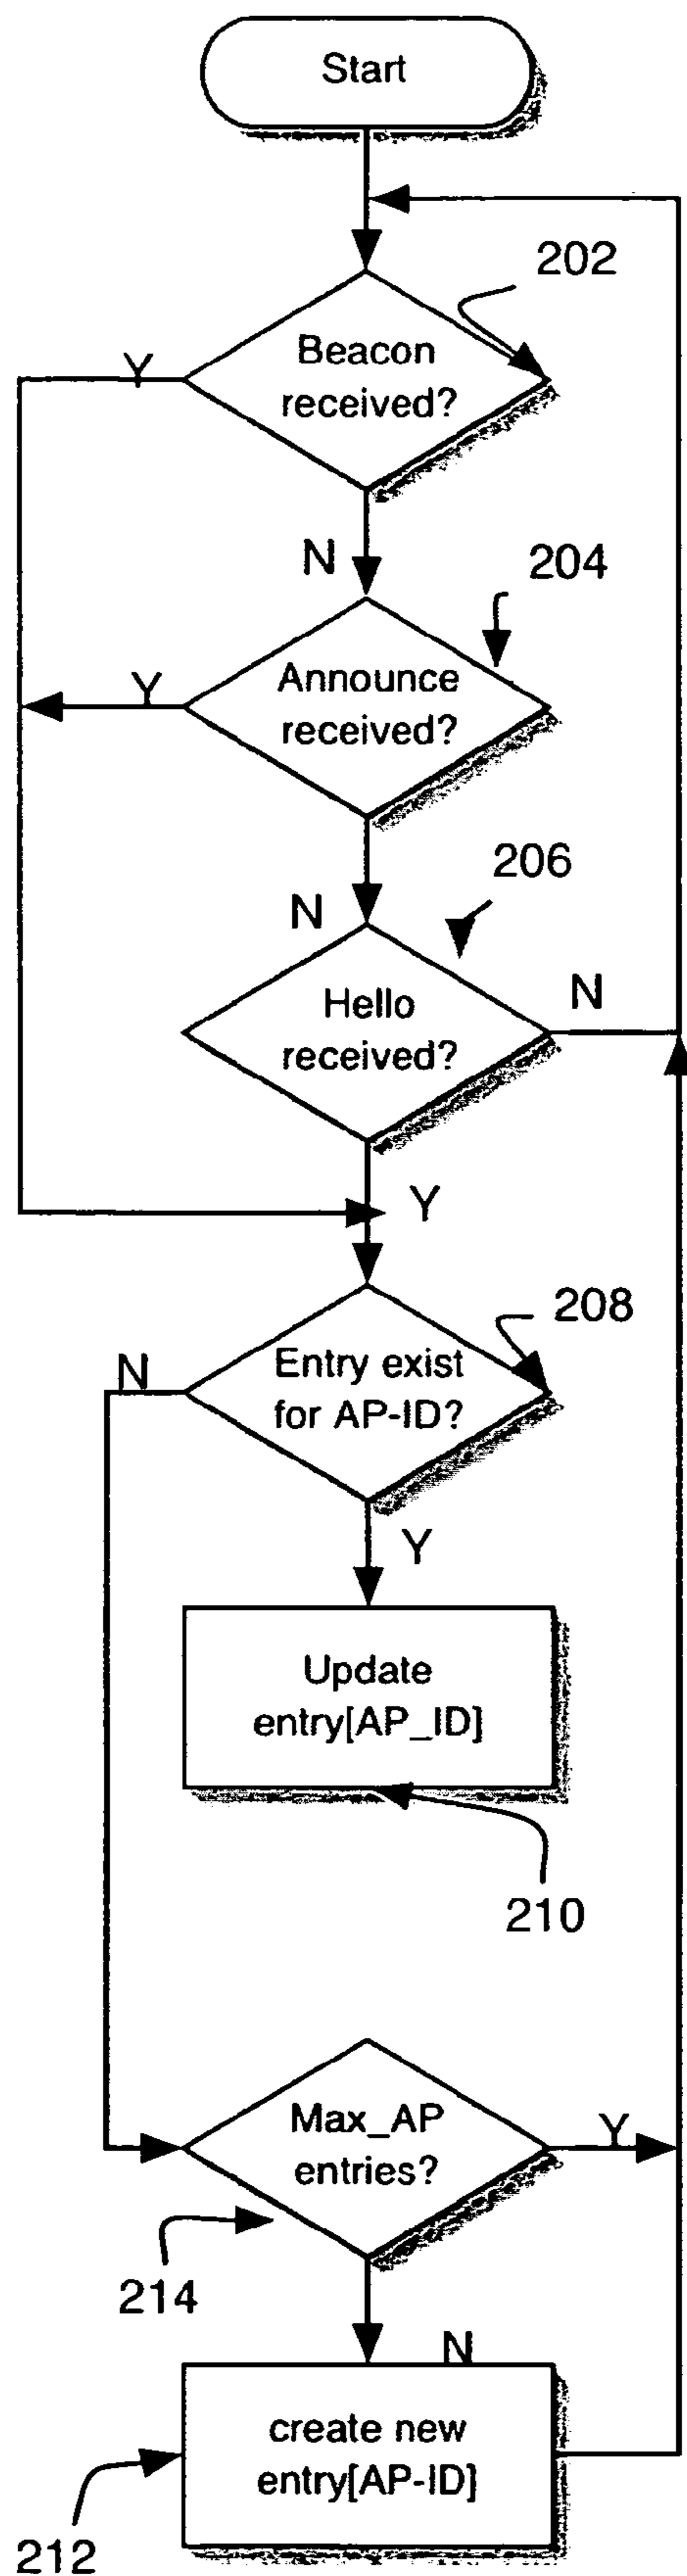 Start
202
Beacon
received?
Y
N
204
Announce
received?
Y
206
N
Hello
received?
N
Y
208
Entry exist
for AP-ID?
N
Y
Update
entry[AP_ID]
210
Max_AP
entries?
Y
214
N
create new
entry[AP-ID]
212